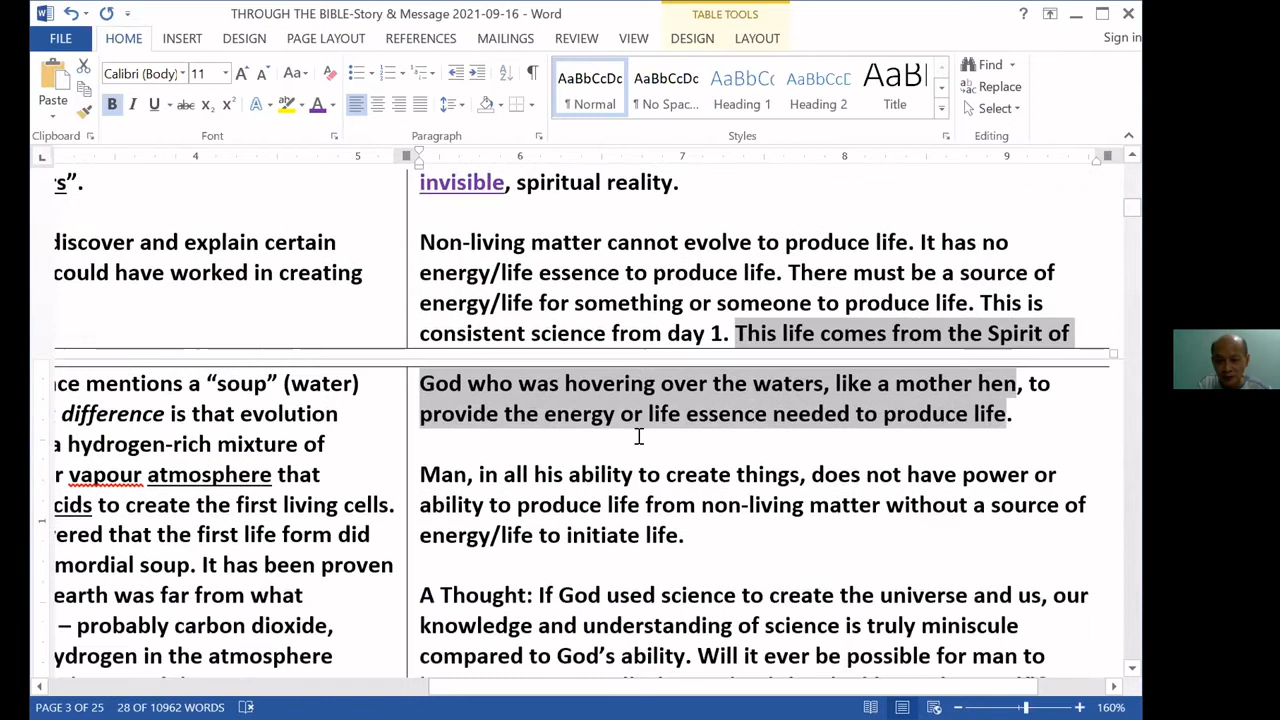 THROUGH THE BIBLE-Story & Message 2021-09-16 - Word
TABLE TOOLS
Sign in
FILE HOME INSERT DESIGN PAGE LAYOUT REFERENCES MAILINGS REVIEW VIEW DESIGN LAYOUT
Calibri (Body) 11
Paste
AaBbCcDc AaBbCcDc AaBbCc AaBbCcC AaBl
¶ Normal ¶ No Spac... Heading 1 Heading 2 Title
Find
Replace
Select
Clipboard Font Paragraph Styles Editing
4 5 6 7 8 9
s”.
discover and explain certain
could have worked in creating
ce mentions a “soup” (water)
difference is that evolution
a hydrogen-rich mixture of
r vapour atmosphere that
cids to create the first living cells.
ered that the first life form did
mordial soup. It has been proven
earth was far from what
– probably carbon dioxide,
ydrogen in the atmosphere
invisible, spiritual reality.
Non-living matter cannot evolve to produce life. It has no
energy/life essence to produce life. There must be a source of
energy/life for something or someone to produce life. This is
consistent science from day 1. This life comes from the Spirit of
God who was hovering over the waters, like a mother hen, to
provide the energy or life essence needed to produce life.
Man, in all his ability to create things, does not have power or
ability to produce life from non-living matter without a source of
energy/life to initiate life.
A Thought: If God used science to create the universe and us, our
knowledge and understanding of science is truly miniscule
compared to God’s ability. Will it ever be possible for man to
PAGE 3 OF 25 28 OF 10962 WORDS 160%